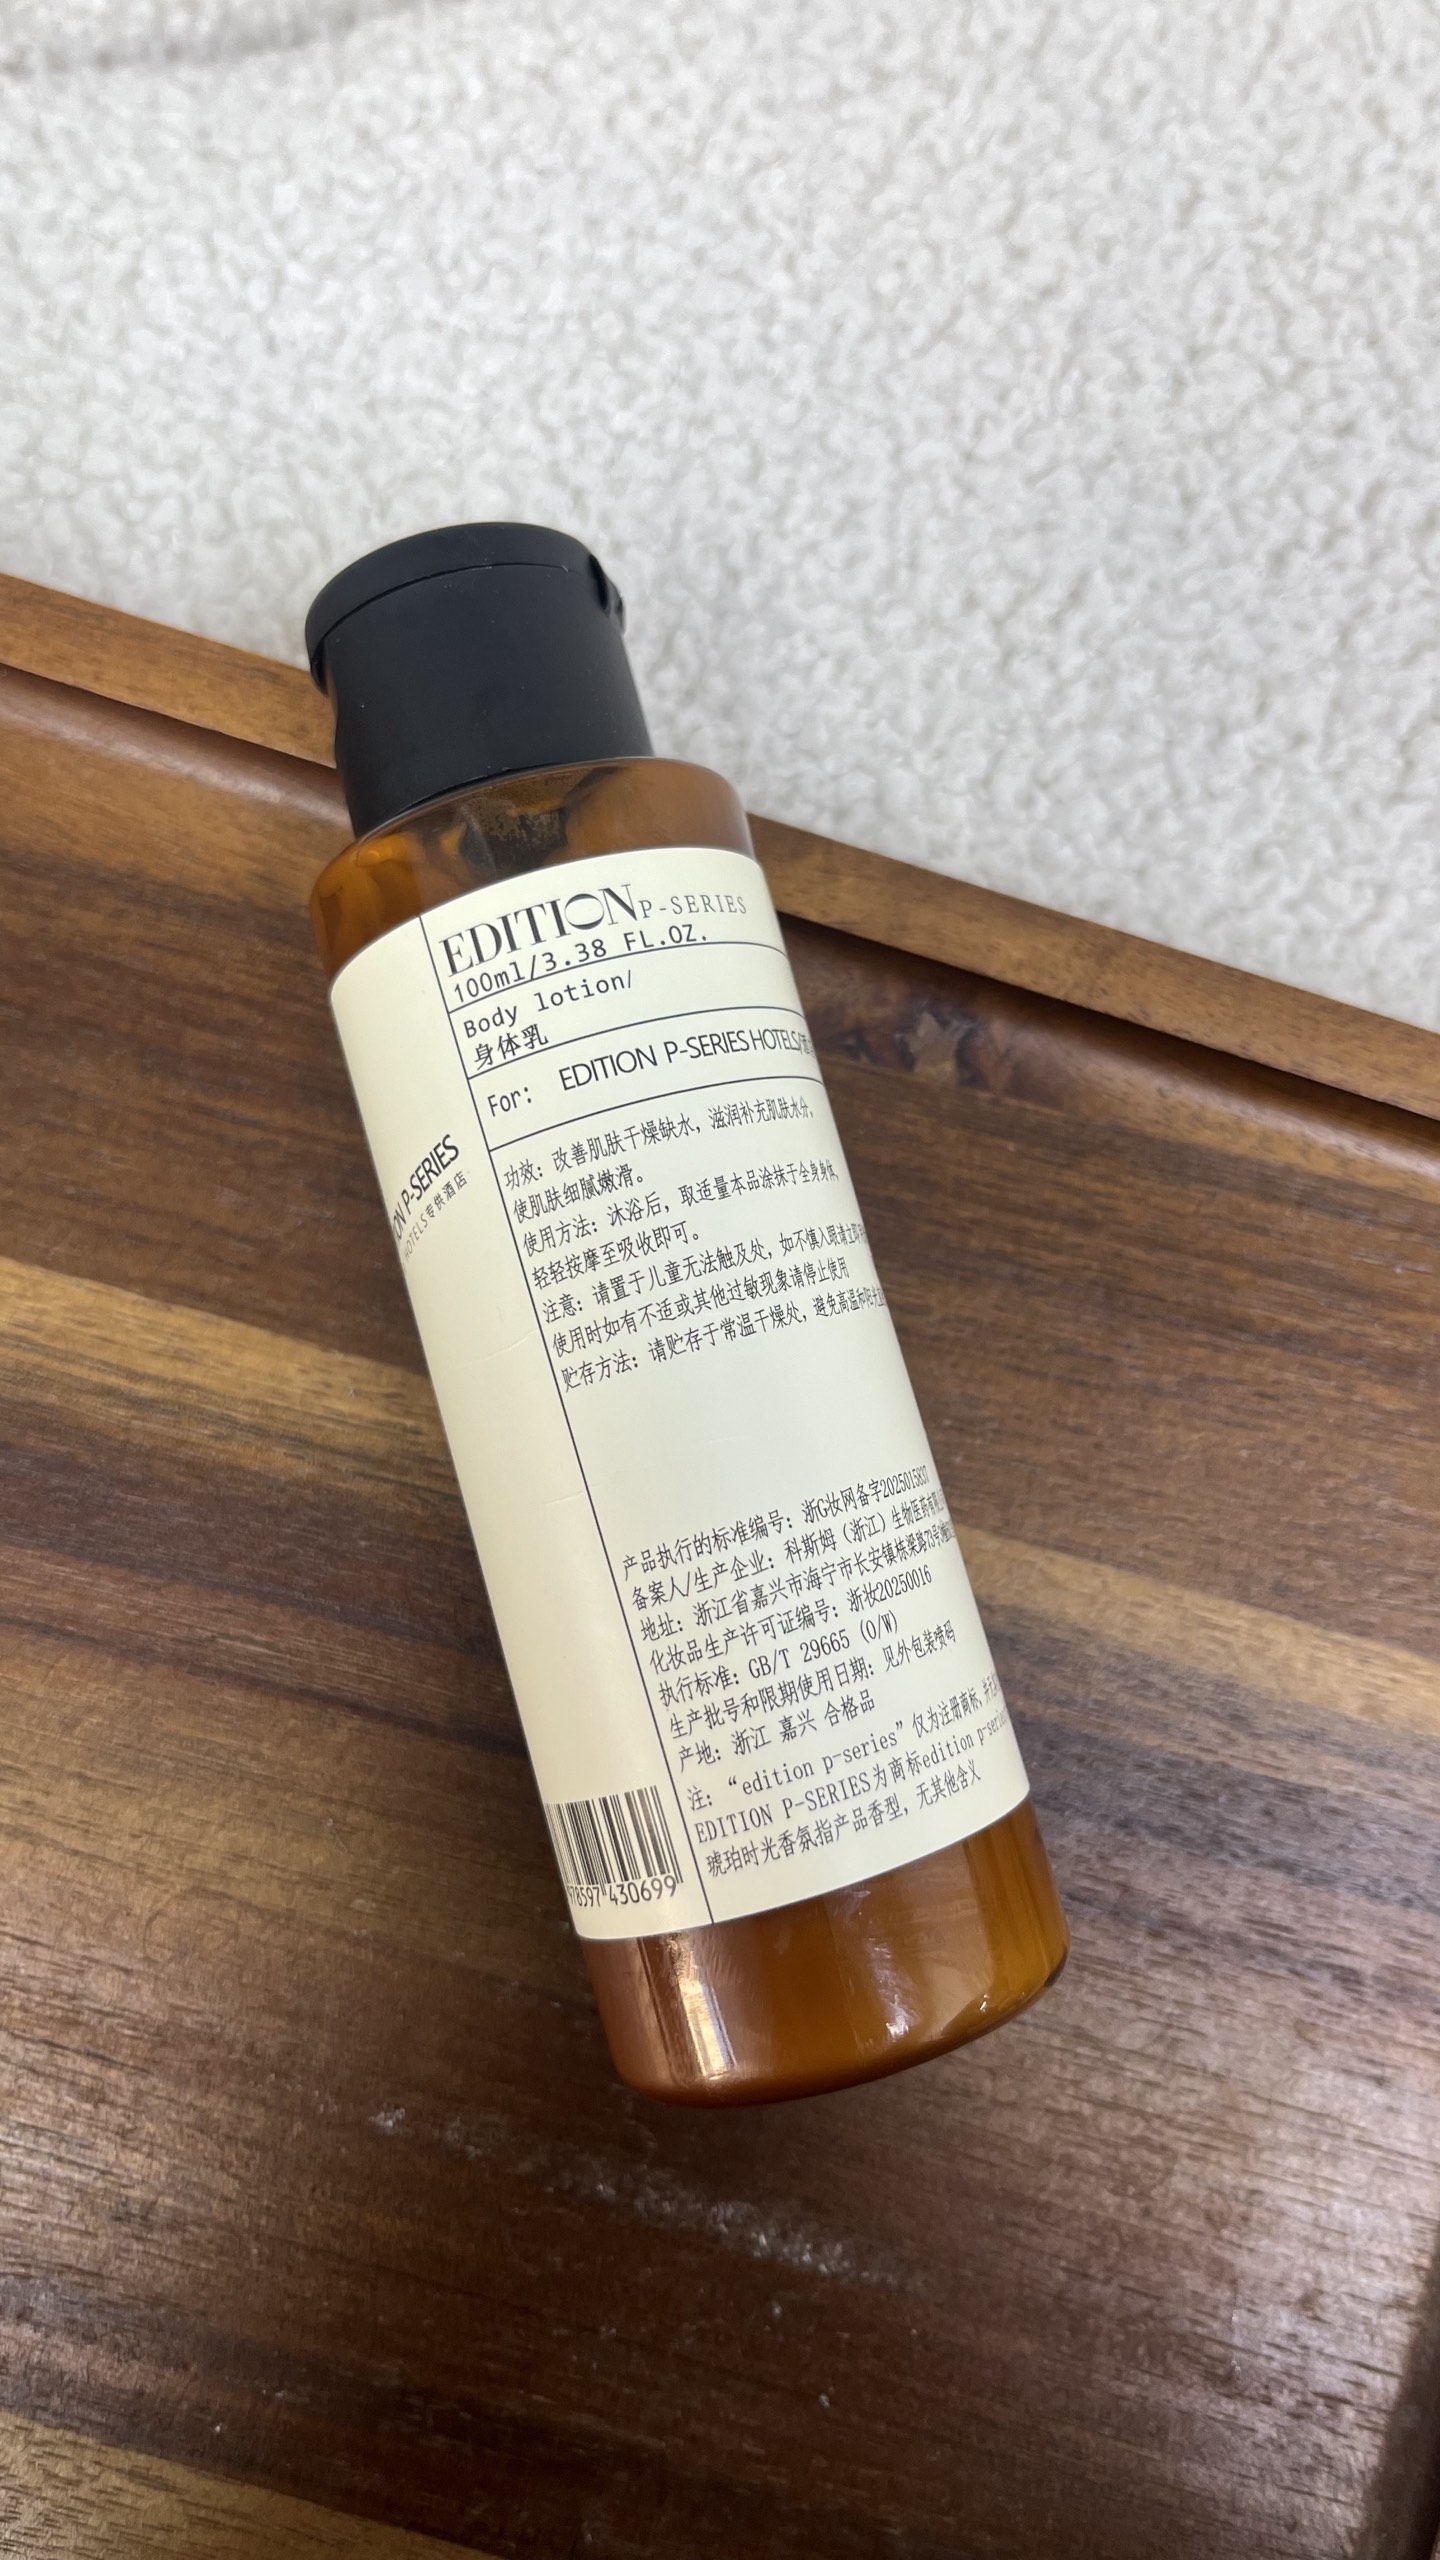 EDITION P-SERIES
100ml/3.38 FL.OZ.
Body lotion/
身体乳
For: EDITION P-SERIES HOTELS/
功效：改善肌肤干燥缺水，滋润补充肌肤水分，
使肌肤细腻嫩滑。
使用方法：沐浴后，取适量本品涂抹于全身身体，
轻轻按摩至吸收即可。
注意：请置于儿童无法触及处，如不慎入眼请立即
使用时如有不适或其他过敏现象请停止使用
贮存方法：请贮存于常温干燥处，避免高温和阳光
产品执行的标准编号：浙G妆网备字2025015837
备案人/生产企业：科斯姆（浙江）生物医药有限
地址：浙江省嘉兴市海宁市长安镇栋梁路73号
化妆品生产许可证编号：浙妆20250016
执行标准：GB/T 29665 (O/W)
生产批号和限期使用日期：见外包装喷码
产地：浙江 嘉兴 合格品
注：“edition p-series”仅为注册商标，并无
EDITION P-SERIES为商标edition p-series
琥珀时光香氛指产品香型，无其他含义
ON P-SERIES
HOTELS专供酒店
78597 430699